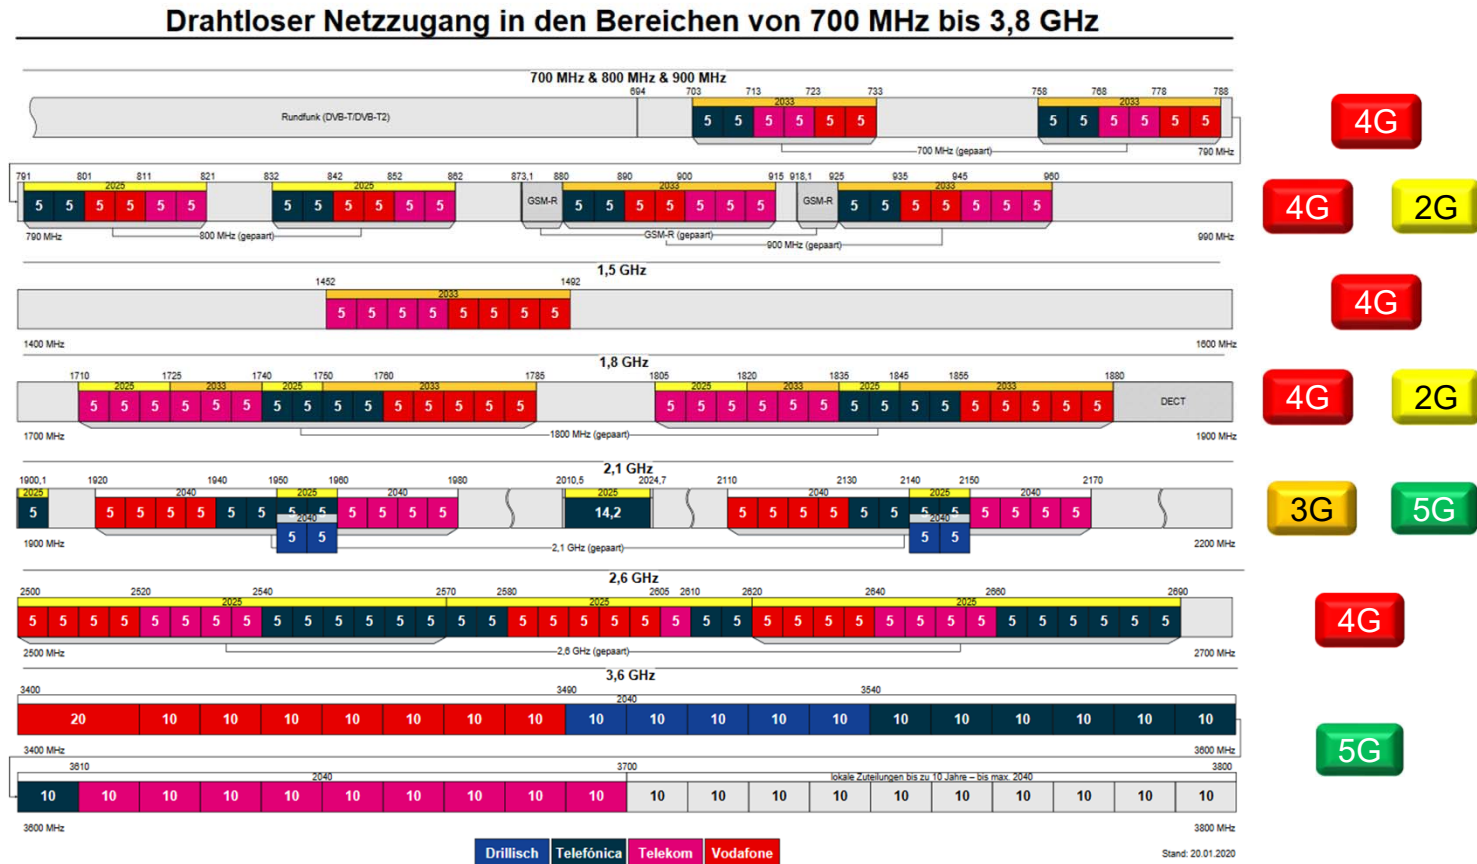 Drahtloser Netzzugang in den Bereichen von 700 MHz bis 3,8 GHz
700 MHz & 800 MHz & 900 MHz
694 703 713 723 733 758 768 778 788
2033 2033
Rundfunk (DVB-T/DVB-T2) 5 5 5 5 5 5 5 5 5 5 5 5 4G
700 MHz (gepaart) 790 MHz
791 801 811 821 832 842 852 862 873,1 880 890 900 915 918,1 925 935 945 960
2025 2025 2033 2033
5 5 5 5 5 5 5 5 5 5 5 5 GSM-R 5 5 5 5 5 5 5 GSM-R 5 5 5 5 5 5 5 4G 2G
790 MHz 800 MHz (gepaart) GSM-R (gepaart) 990 MHz
900 MHz (gepaart)
1,5 GHz
1452 1492
2033
5 5 5 5 5 5 5 5 4G
1400 MHz 1600 MHz
1,8 GHz
1710 1725 1740 1750 1760 1785 1805 1820 1835 1845 1855 1880
2025 2033 2025 2033 2025 2033 2025 2033
5 5 5 5 5 5 5 5 5 5 5 5 5 5 5 5 5 5 5 5 5 5 5 5 5 5 5 5 5 5 DECT 4G 2G
1700 MHz 1800 MHz (gepaart) 1900 MHz
2,1 GHz
1900,1 1920 1940 1950 1960 1980 2010,5 2024,7 2110 2130 2140 2150 2170
2025 2040 2025 2040 2025 2040 2025 2040
5 5 5 5 5 5 5 5 5 5 5 5 5 14,2 5 5 5 5 5 5 5 5 5 5 5 5 3G 5G
2040 2040
5 5 5 5
1900 MHz 2,1 GHz (gepaart) 2200 MHz
2,6 GHz
2500 2520 2540 2570 2580 2605 2610 2620 2640 2660 2690
2025 2025 2025
5 5 5 5 5 5 5 5 5 5 5 5 5 5 5 5 5 5 5 5 5 5 5 5 5 5 5 5 5 5 5 5 5 5 5 5 5 5 4G
2500 MHz 2,6 GHz (gepaart) 2700 MHz
3,6 GHz
3400 3490 3540
2040
20 10 10 10 10 10 10 10 10 10 10 10 10 10 10 10 10 10 10
3400 MHz 3600 MHz
5G
3610 3700 3800
2040 lokale Zuteilungen bis zu 10 Jahre – bis max. 2040
10 10 10 10 10 10 10 10 10 10 10 10 10 10 10 10 10 10 10 10
3600 MHz 3800 MHz
Drillisch Telefónica Telekom Vodafone
Stand: 20.01.2020